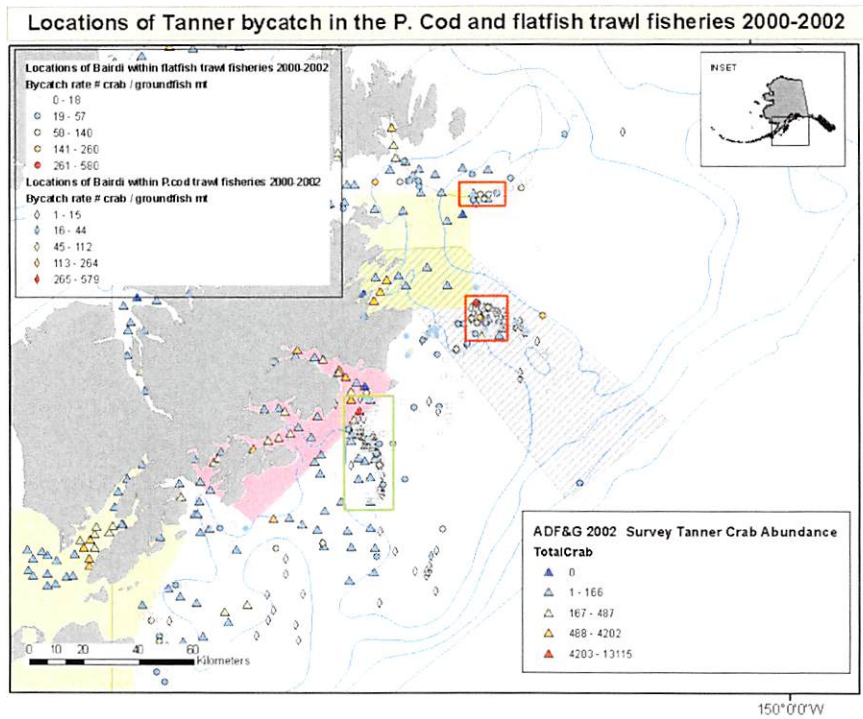 Locations of Tanner bycatch in the P. Cod and flatfish trawl fisheries 2000-2002
Locations of Bairdi within flatfish trawl fisheries 2000-2002
Bycatch rate # crab / groundfish mt
0 - 18
19 - 57
58 - 140
141 - 260
261 - 580
Locations of Bairdi within P.cod trawl fisheries 2000-2002
Bycatch rate # crab / groundfish mt
1 - 15
16 - 44
45 - 112
113 - 264
265 - 579
INSET
ADF&G 2002 Survey Tanner Crab Abundance
TotalCrab
0
1 - 166
167 - 487
488 - 4202
4203 - 13115
0 10 20 40 60
Kilometers
150°0'0"W